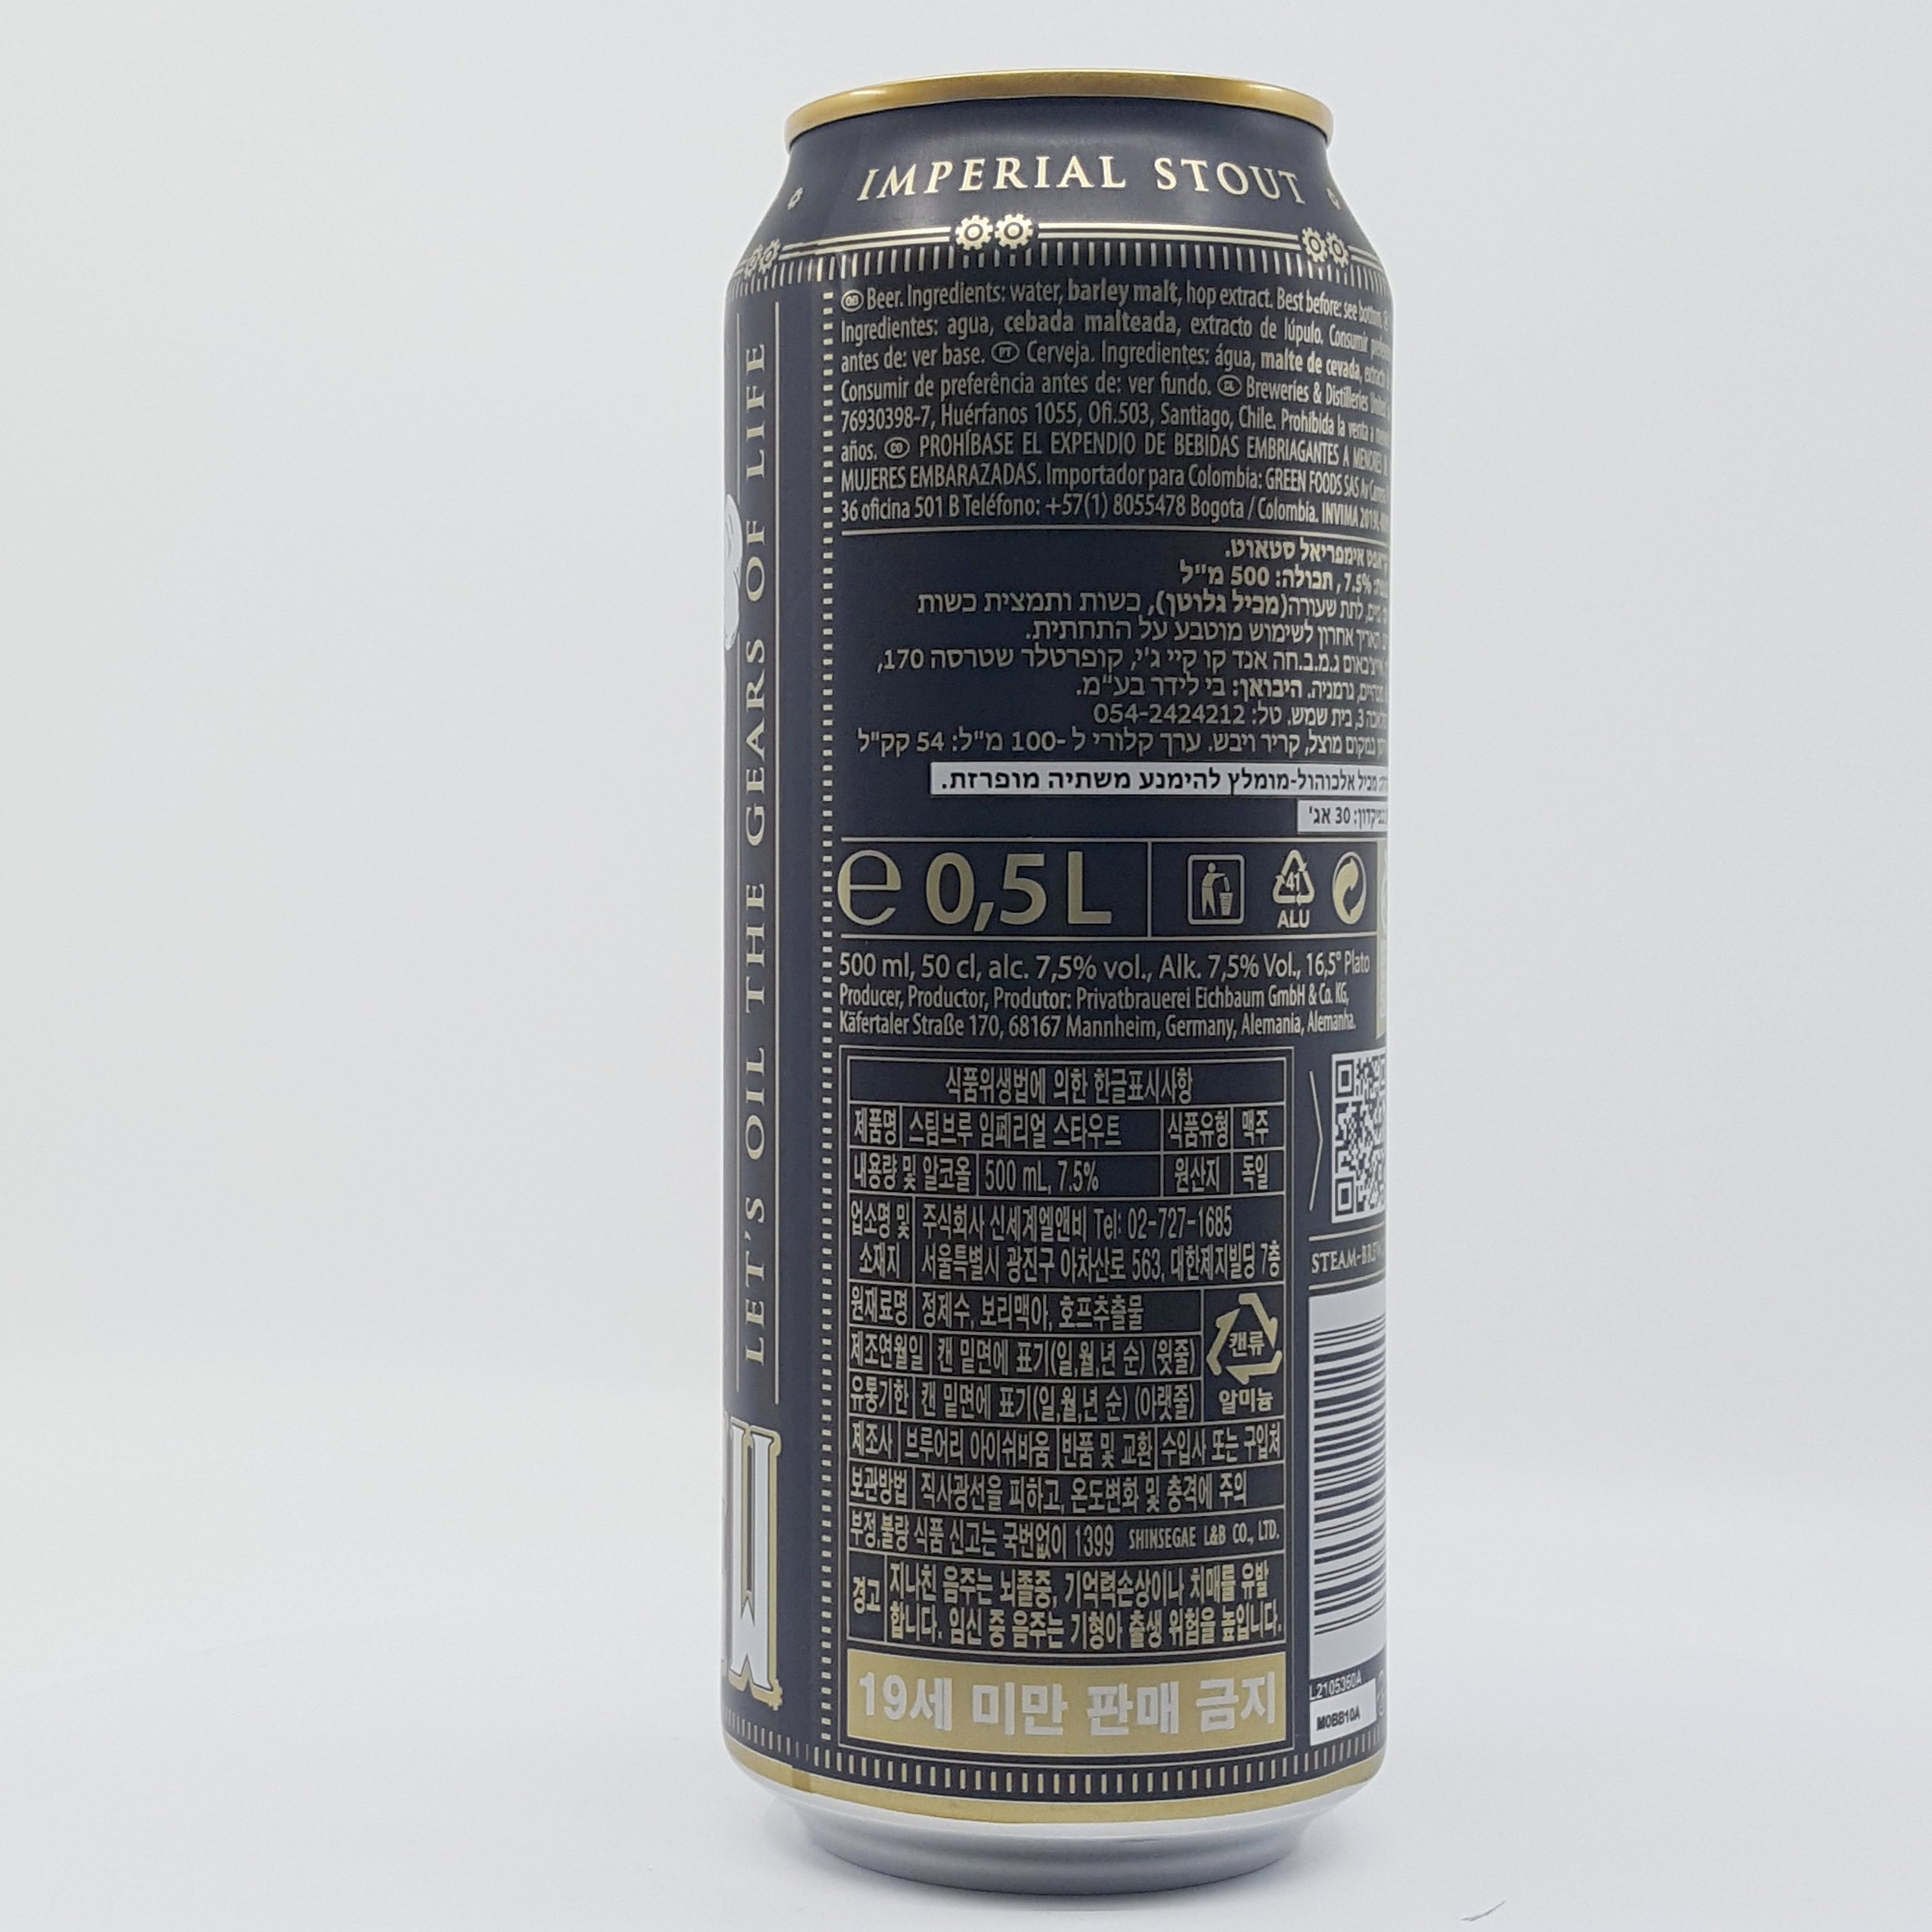 IMPERIAL STOUT
LET'S OIL THE GEARS OF LIFE
GB Beer. Ingredients: water, barley malt, hop extract. Best before: see bottom.
Ingredientes: agua, cebada malteada, extracto de lúpulo. Consumir
antes de: ver base. PT Cerveja. Ingredientes: água, malte de cevada,
Consumir de preferência antes de: ver fundo. CL Breweries & Distilleries United
76930398-7, Huérfanos 1055, Ofi.503, Santiago, Chile. Prohibida la venta a
años. CO PROHÍBASE EL EXPENDIO DE BEBIDAS EMBRIAGANTES A MENORES
MUJERES EMBARAZADAS. Importador para Colombia: GREEN FOODS SAS Av
36 oficina 501 B Teléfono: +57(1) 8055478 Bogota / Colombia. INVIMA
אימפריאל סטאוט.
7.5%, תכולה: 500 מ"ל
לתת שעורה(מכיל גלוטן), כשות ותמצית כשות
תאריך אחרון לשימוש מוטבע על התחתית.
ג.מ.ב.חה אנד קו קיי ג'י, קופרטלר שטרסה 170,
גרמניה. היבואן: בי לידר בע"מ.
3, בית שמש. טל: 054-2424212
במקום מוצל, קריר ויבש. ערך קלורי ל -100 מ"ל: 54 קק"ל
מכיל אלכוהול-מומלץ להימנע משתיה מופרזת.
30 אג'
e 0,5L
41
ALU
500 ml, 50 cl, alc. 7,5% vol., Alk. 7,5% Vol., 16,5° Plato
Producer, Productor, Produtor: Privatbrauerei Eichbaum GmbH & Co. KG,
Käfertaler Straße 170, 68167 Mannheim, Germany, Alemania, Alemanha.
식품위생법에 의한 한글표시사항
제품명 스팀브루 임페리얼 스타우트 식품유형 맥주
내용량 및 알코올 500 mL, 7.5% 원산지 독일
업소명 및 주식회사 신세계엘앤비 Tel: 02-727-1685
소재지 서울특별시 광진구 아차산로 563, 대한제지빌딩 7층
원재료명 정제수, 보리맥아, 호프추출물
제조연월일 캔 밑면에 표기(일,월,년 순) (윗줄)
유통기한 캔 밑면에 표기(일,월,년 순) (아랫줄)
캔류
알미늄
제조사 브루어리 아이쉬바움 반품 및 교환 수입사 또는 구입처
보관방법 직사광선을 피하고, 온도변화 및 충격에 주의
부정,불량 식품 신고는 국번없이 1399 SHINSEGAE L&B CO., LTD.
경고 지나친 음주는 뇌졸중, 기억력손상이나 치매를 유발
합니다. 임신 중 음주는 기형아 출생 위험을 높입니다.
19세 미만 판매 금지
STEAM-BREW
L2105360A
M0BB10A